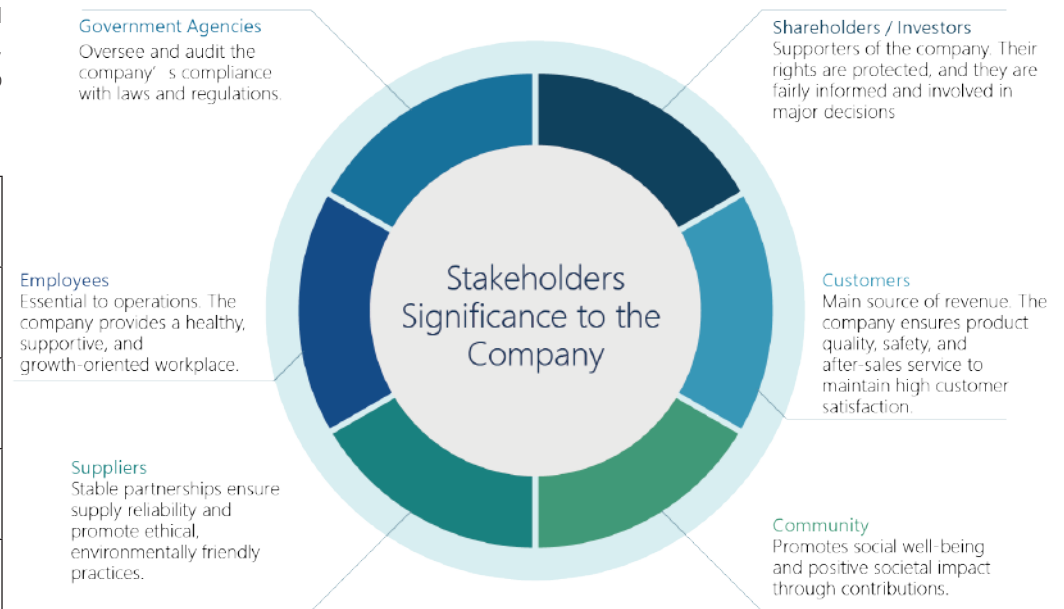 Government Agencies
Oversee and audit the
company' s compliance
with laws and regulations.
Shareholders / Investors
Supporters of the company. Their
rights are protected, and they are
fairly informed and involved in
major decisions
Employees
Essential to operations. The
company provides a healthy,
supportive, and
growth-oriented workplace.
Stakeholders
Significance to the
Company
Customers
Main source of revenue. The
company ensures product
quality, safety, and
after-sales service to
maintain high customer
satisfaction.
Suppliers
Stable partnerships ensure
supply reliability and
promote ethical,
environmentally friendly
practices.
Community
Promotes social well-being
and positive societal impact
through contributions.